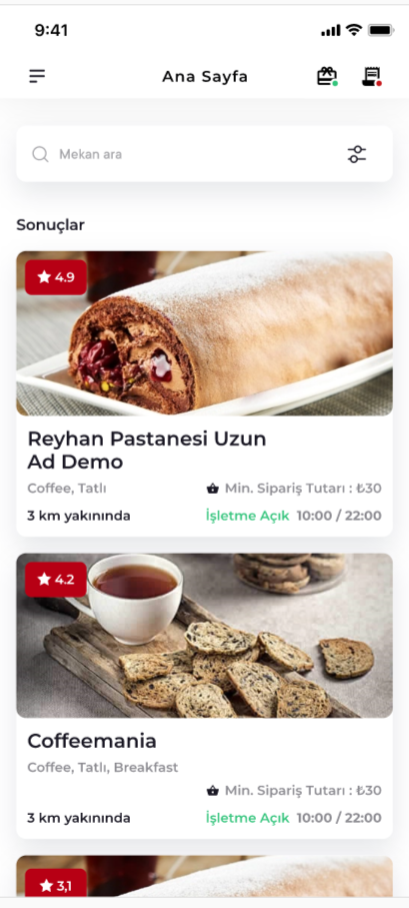 9:41
Ana Sayfa
Mekan ara
Sonuçlar
4.9
Reyhan Pastanesi Uzun
Ad Demo
Coffee, Tatlı
Min. Sipariş Tutarı : ₺30
3 km yakınında
İşletme Açık 10:00 / 22:00
4.2
Coffeemania
Coffee, Tatlı, Breakfast
Min. Sipariş Tutarı : ₺30
3 km yakınında
İşletme Açık 10:00 / 22:00
3,1